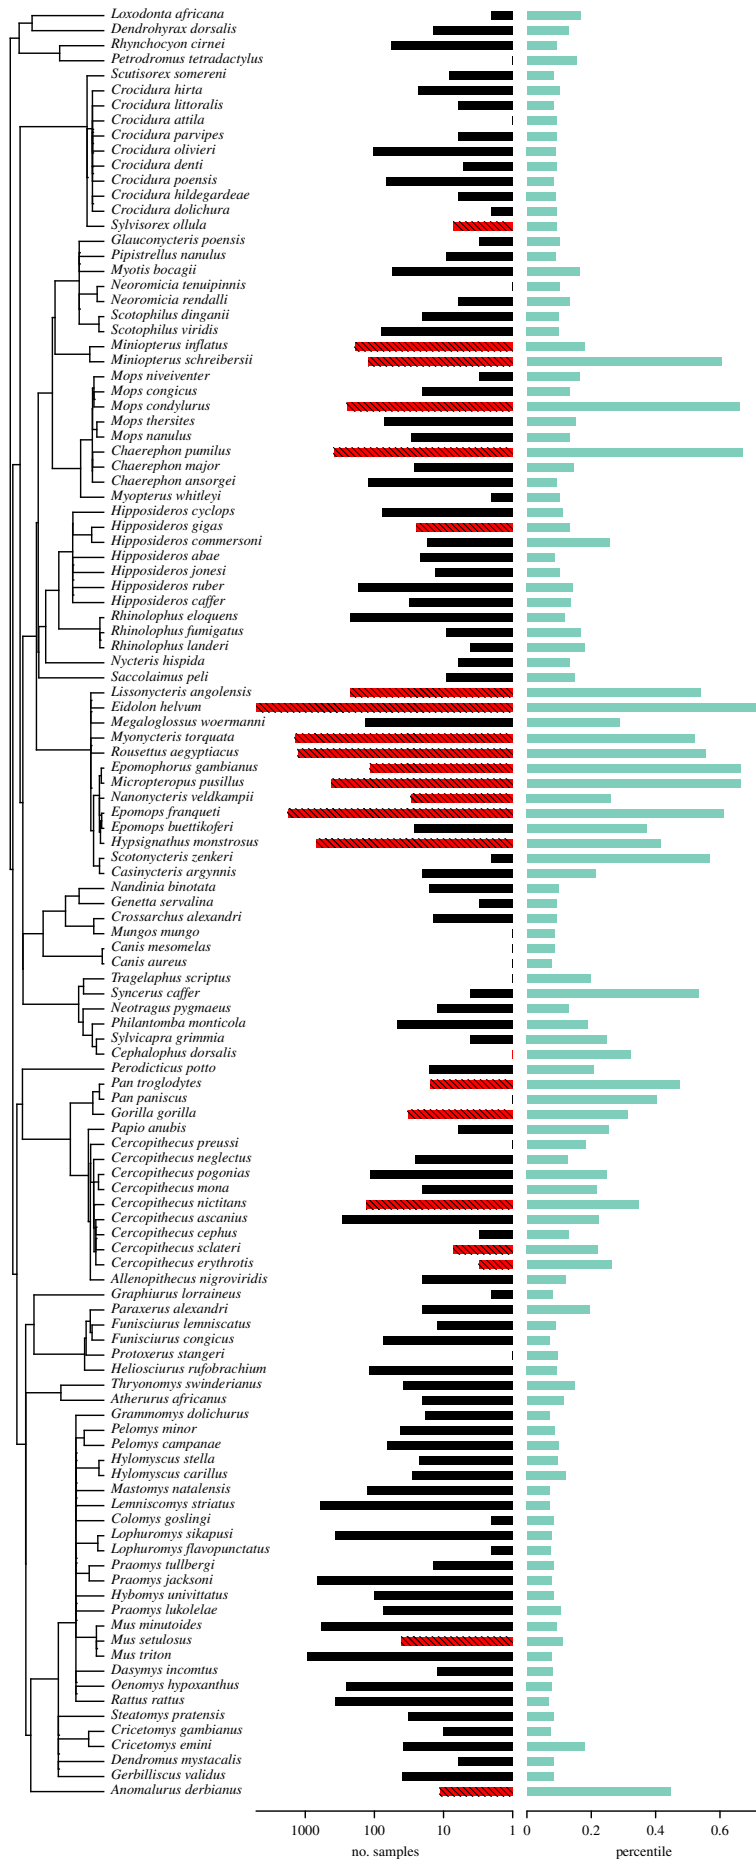 Loxodonta africana
Dendrohyrax dorsalis
Rhynchocyon cirnei
Petrodromus tetradactylus
Scutisorex somereni
Crocidura hirta
Crocidura littoralis
Crocidura attila
Crocidura parvipes
Crocidura olivieri
Crocidura denti
Crocidura poensis
Crocidura hildegardeae
Crocidura dolichura
Sylvisorex ollula
Glauconycteris poensis
Pipistrellus nanulus
Myotis bocagii
Neoromicia tenuipinnis
Neoromicia rendalli
Scotophilus dinganii
Scotophilus viridis
Miniopterus inflatus
Miniopterus schreibersii
Mops niveiventer
Mops congicus
Mops condylurus
Mops thersites
Mops nanulus
Chaerephon pumilus
Chaerephon major
Chaerephon ansorgei
Myopterus whitleyi
Hipposideros cyclops
Hipposideros gigas
Hipposideros commersoni
Hipposideros abae
Hipposideros jonesi
Hipposideros ruber
Hipposideros caffer
Rhinolophus eloquens
Rhinolophus fumigatus
Rhinolophus landeri
Nycteris hispida
Saccolaimus peli
Lissonycteris angolensis
Eidolon helvum
Megaloglossus woermanni
Myonycteris torquata
Rousettus aegyptiacus
Epomophorus gambianus
Micropteropus pusillus
Nanonycteris veldkampii
Epomops franqueti
Epomops buettikoferi
Hypsignathus monstrosus
Scotonycteris zenkeri
Casinycteris argynnis
Nandinia binotata
Genetta servalina
Crossarchus alexandri
Mungos mungo
Canis mesomelas
Canis aureus
Tragelaphus scriptus
Syncerus caffer
Neotragus pygmaeus
Philantomba monticola
Sylvicapra grimmia
Cephalophus dorsalis
Perodicticus potto
Pan troglodytes
Pan paniscus
Gorilla gorilla
Papio anubis
Cercopithecus preussi
Cercopithecus neglectus
Cercopithecus pogonias
Cercopithecus mona
Cercopithecus nictitans
Cercopithecus ascanius
Cercopithecus cephus
Cercopithecus sclateri
Cercopithecus erythrotis
Allenopithecus nigroviridis
Graphiurus lorraineus
Paraxerus alexandri
Funisciurus lemniscatus
Funisciurus congicus
Protoxerus stangeri
Heliosciurus rufobrachium
Thryonomys swinderianus
Atherurus africanus
Grammomys dolichurus
Pelomys minor
Pelomys campanae
Hylomyscus stella
Hylomyscus carillus
Mastomys natalensis
Lemniscomys striatus
Colomys goslingi
Lophuromys sikapusi
Lophuromys flavopunctatus
Praomys tullbergi
Praomys jacksoni
Hybomys univittatus
Praomys lukolelae
Mus minutoides
Mus setulosus
Mus triton
Dasymys incomtus
Oenomys hypoxanthus
Rattus rattus
Steatomys pratensis
Cricetomys gambianus
Cricetomys emini
Dendromus mystacalis
Gerbilliscus validus
Anomalurus derbianus
1000 100 10 1 0 0.2 0.4 0.6
no. samples percentile